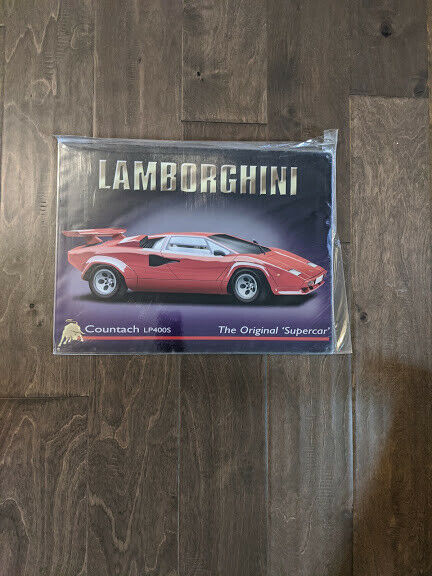 LAMBORGHINI
Countach LP400S
The Original 'Supercar'